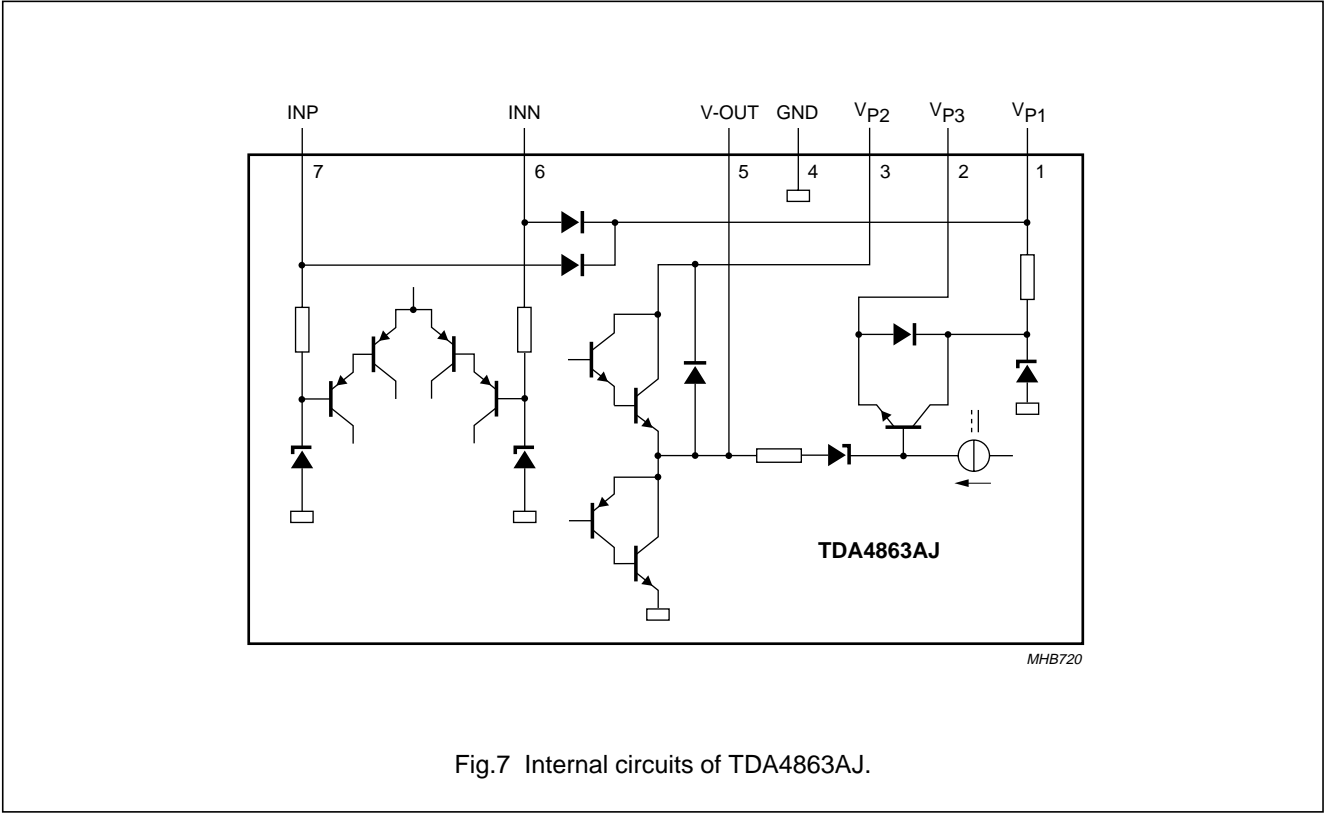 INP INN V-OUT GND VP2 VP3 VP1
7 6 5 4 3 2 1
TDA4863AJ
MHB720
Fig.7 Internal circuits of TDA4863AJ.